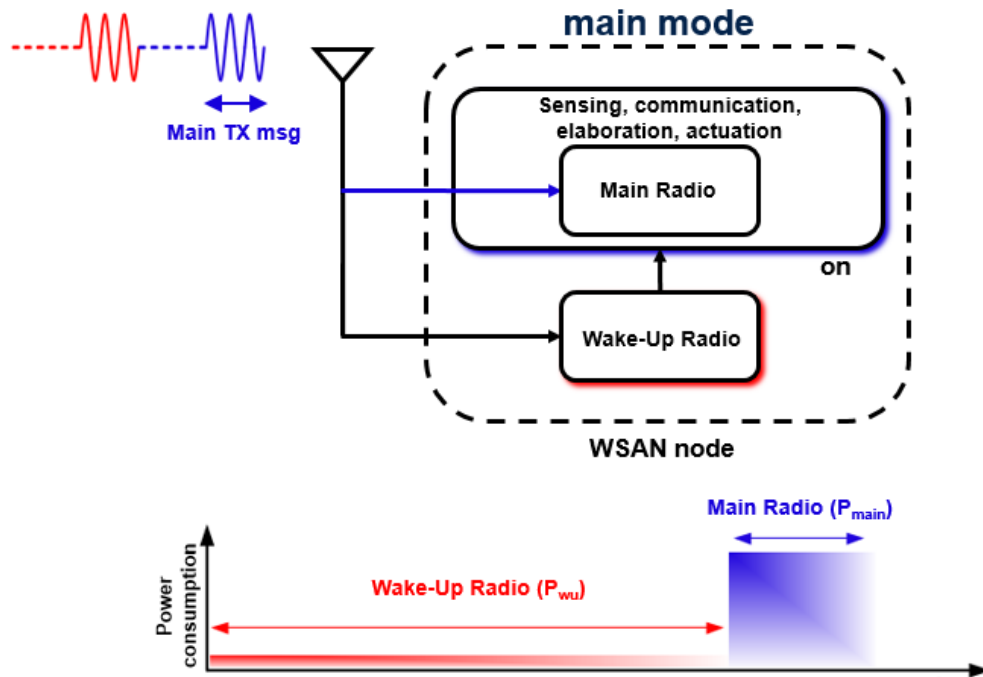 main mode
Main TX msg
Sensing, communication,
elaboration, actuation
Main Radio
on
Wake-Up Radio
WSAN node
Main Radio (Pmain)
Wake-Up Radio (Pwu)
Power
consumption